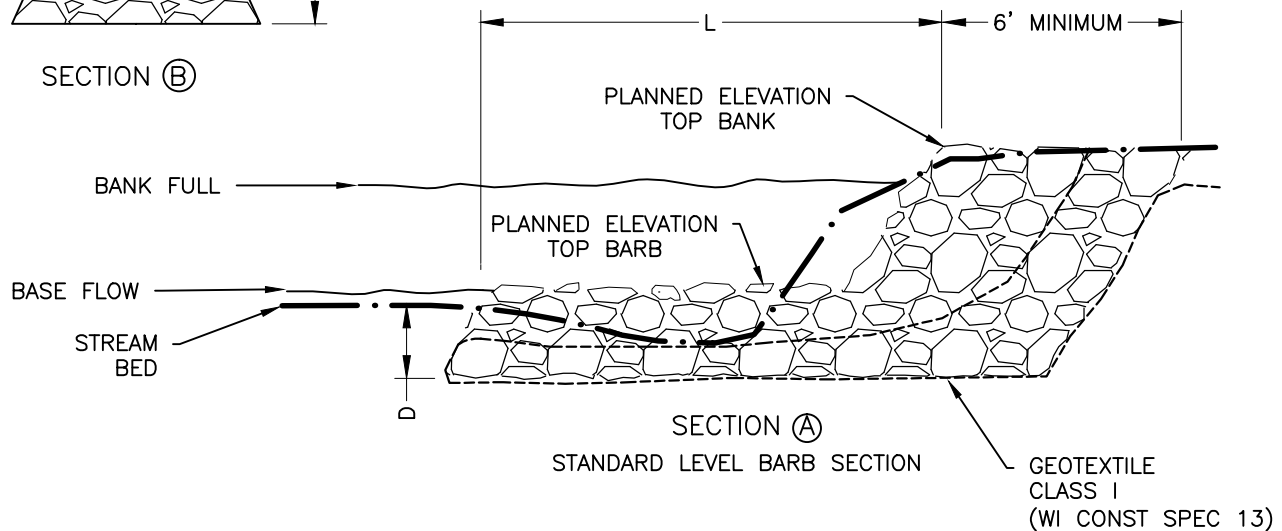 L
6' MINIMUM
SECTION B
PLANNED ELEVATION
TOP BANK
BANK FULL
PLANNED ELEVATION
TOP BARB
BASE FLOW
STREAM
BED
D
SECTION A
STANDARD LEVEL BARB SECTION
GEOTEXTILE
CLASS I
(WI CONST SPEC 13)